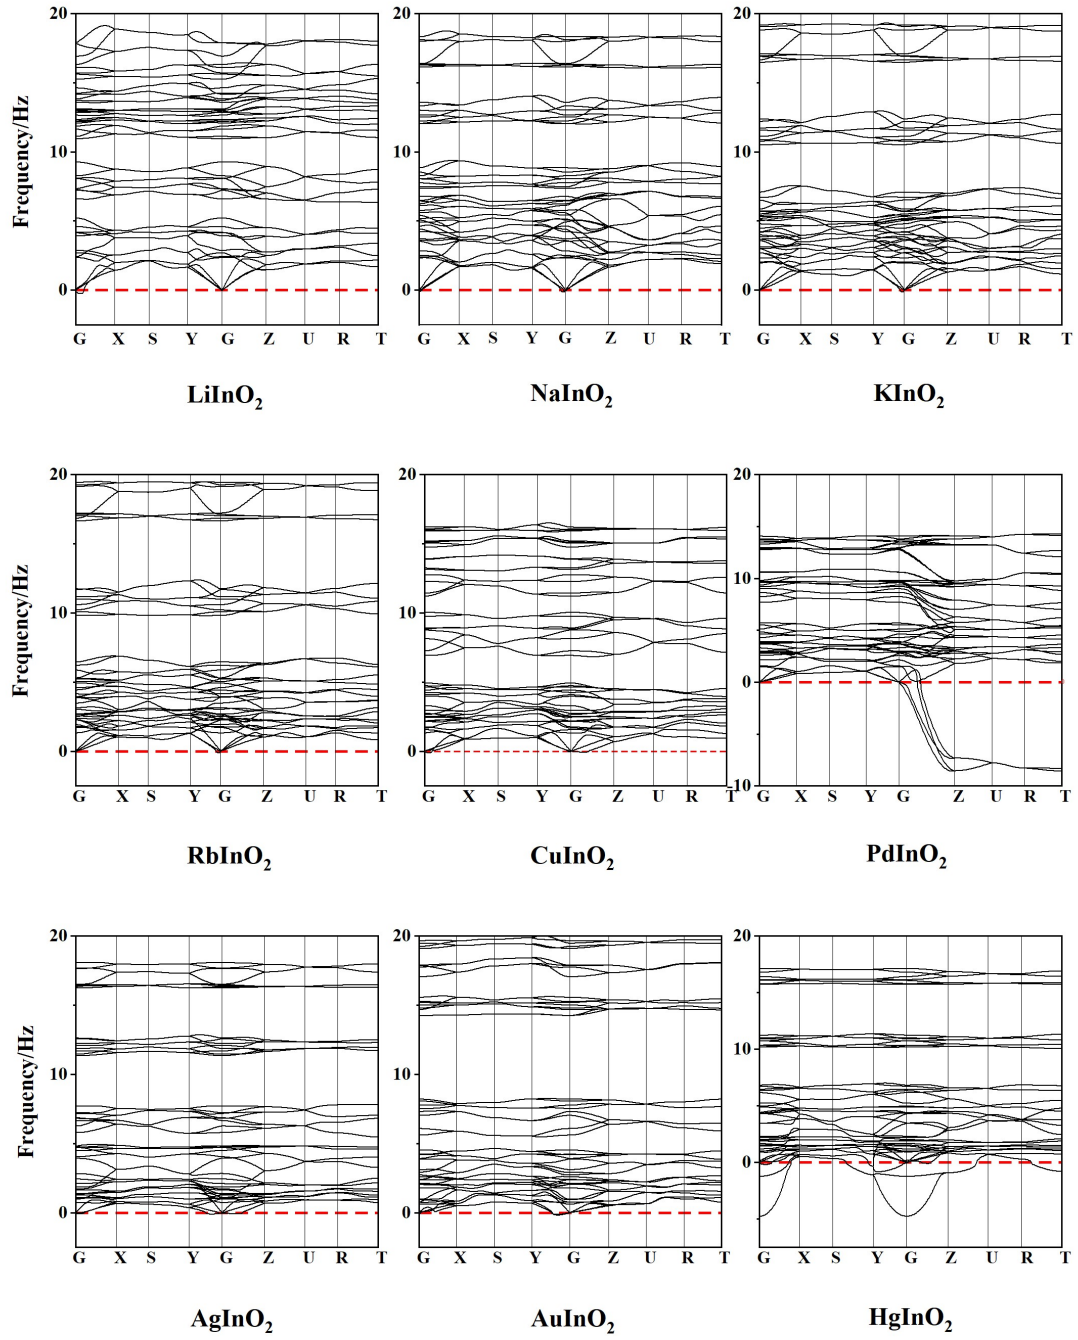 20
10
0
Frequency/Hz
G X S Y G Z U R T
LiInO2
20
10
0
G X S Y G Z U R T
NaInO2
20
10
0
G X S Y G Z U R T
KInO2
20
10
0
Frequency/Hz
G X S Y G Z U R T
RbInO2
20
10
0
G X S Y G Z U R T
CuInO2
20
10
0
-10
G X S Y G Z U R T
PdInO2
20
10
0
Frequency/Hz
G X S Y G Z U R T
AgInO2
20
10
0
G X S Y G Z U R T
AuInO2
20
10
0
G X S Y G Z U R T
HgInO2